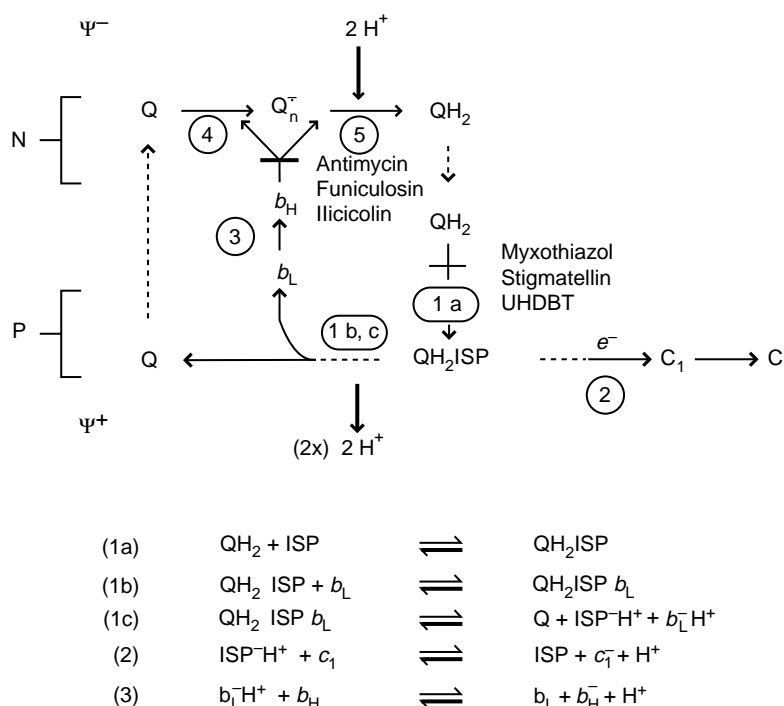 Ψ−
2 H+
N
Q
Q∸n
QH2
4
5
Antimycin
Funiculosin
Ilicicolin
bH
QH2
3
Myxothiazol
Stigmatellin
UHDBT
bL
1 a
P
1 b, c
Q
QH2ISP
e−
C1
C
2
Ψ+
(2x) 2 H+
(1a) QH2 + ISP ⇌ QH2ISP
(1b) QH2 ISP + bL ⇌ QH2ISP bL
(1c) QH2 ISP bL ⇌ Q + ISP−H+ + bL−H+
(2) ISP−H+ + c1 ⇌ ISP + c1− + H+
(3) bL−H+ + bH ⇌ bL + bH− + H+